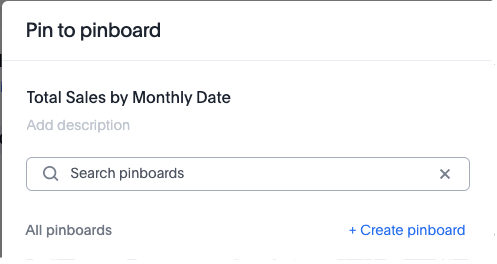 Pin to pinboard
Total Sales by Monthly Date
Add description
Search pinboards
All pinboards + Create pinboard